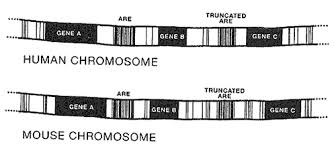 ARE TRUNCATED ARE
GENE A GENE B GENE C
HUMAN CHROMOSOME
ARE TRUNCATED ARE
GENE A GENE B GENE C
MOUSE CHROMOSOME